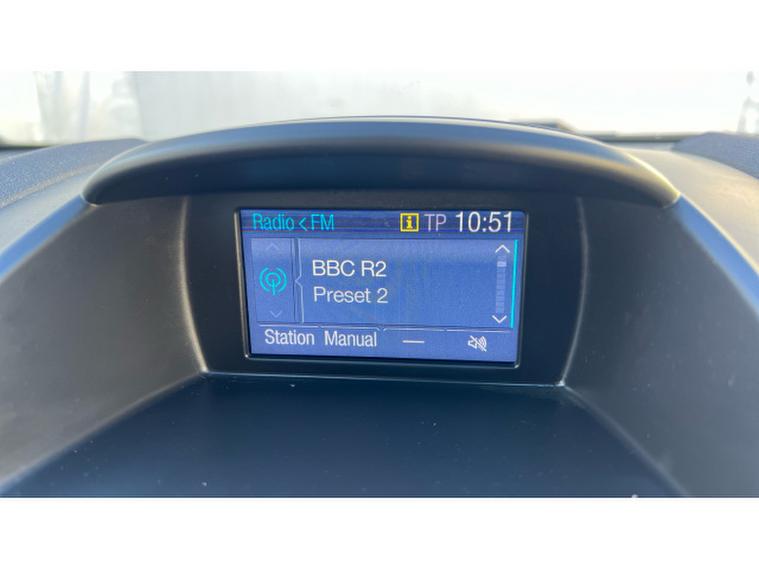 Radio < FM i TP 10:51
BBC R2
Preset 2
Station Manual —